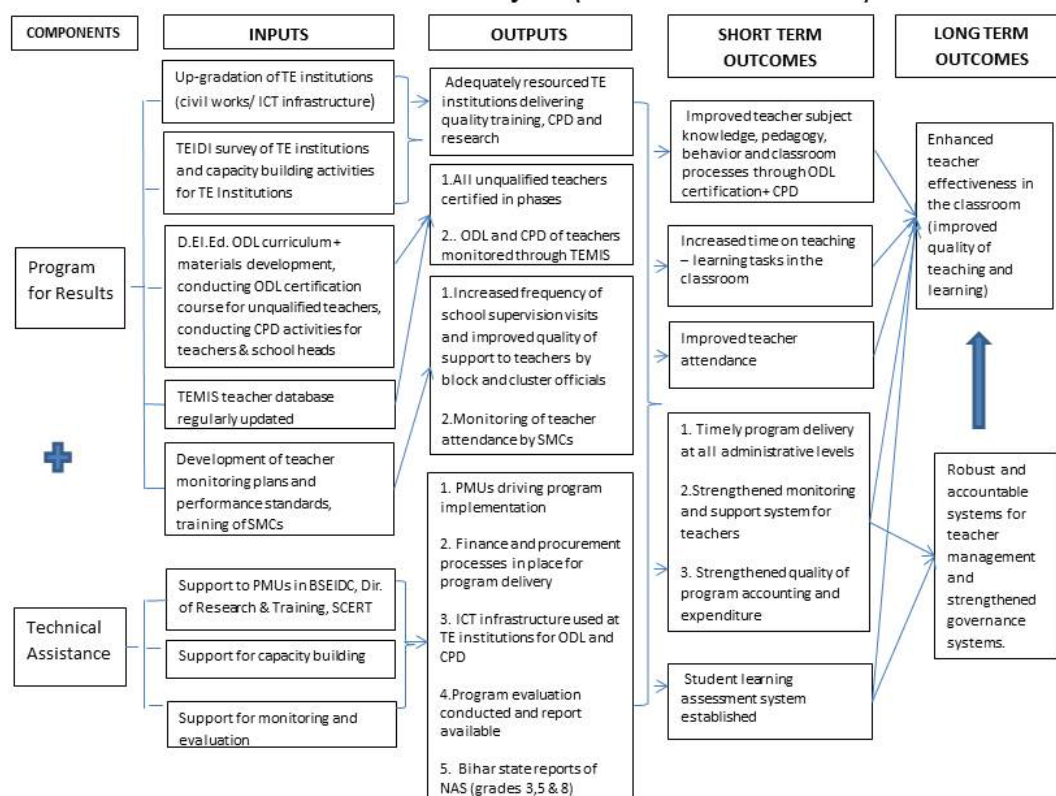 COMPONENTS
INPUTS
OUTPUTS
SHORT TERM
OUTCOMES
LONG TERM
OUTCOMES
Program
for Results
Technical
Assistance
Up-gradation of TE institutions
(civil works/ ICT infrastructure)
TEIDI survey of TE institutions
and capacity building activities
for TE Institutions
D.El.Ed. ODL curriculum +
materials development,
conducting ODL certification
course for unqualified teachers,
conducting CPD activities for
teachers & school heads
TEMIS teacher database
regularly updated
Development of teacher
monitoring plans and
performance standards,
training of SMCs
Support to PMUs in BSEIDC, Dir.
of Research & Training, SCERT
Support for capacity building
Support for monitoring and
evaluation
Adequately resourced TE
institutions delivering
quality training, CPD and
research
1.All unqualified teachers
certified in phases
2.. ODL and CPD of teachers
monitored through TEMIS
1.Increased frequency of
school supervision visits
and improved quality of
support to teachers by
block and cluster officials
2.Monitoring of teacher
attendance by SMCs
1. PMUs driving program
implementation
2. Finance and procurement
processes in place for
program delivery
3. ICT infrastructure used at
TE institutions for ODL and
CPD
4.Program evaluation
conducted and report
available
5. Bihar state reports of
NAS (grades 3,5 & 8)
Improved teacher subject
knowledge, pedagogy,
behavior and classroom
processes through ODL
certification+ CPD
Increased time on teaching
– learning tasks in the
classroom
Improved teacher
attendance
1. Timely program delivery
at all administrative levels
2.Strengthened monitoring
and support system for
teachers
3. Strengthened quality of
program accounting and
expenditure
Student learning
assessment system
established
Enhanced
teacher
effectiveness in
the classroom
(improved
quality of
teaching and
learning)
Robust and
accountable
systems for
teacher
management
and
strengthened
governance
systems.